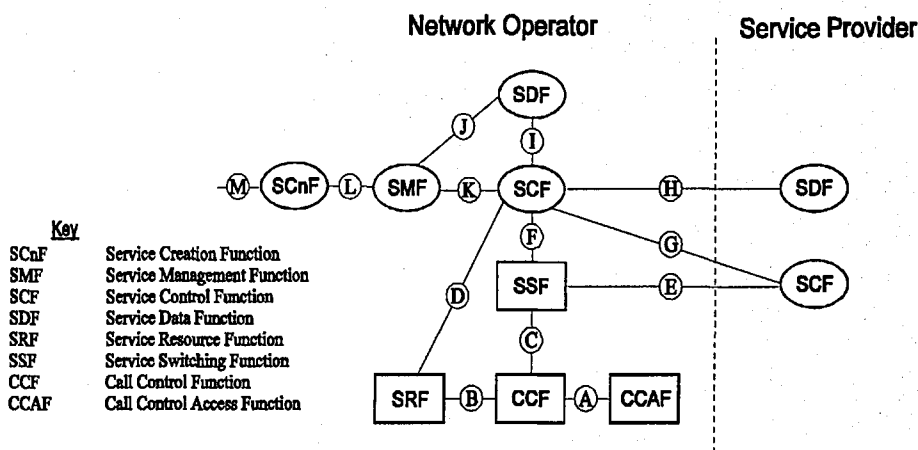 Network Operator
Service Provider
SDF
J
I
M
SCnF
L
SMF
K
SCF
H
SDF
Key
SCnF Service Creation Function
SMF Service Management Function
SCF Service Control Function
SDF Service Data Function
SRF Service Resource Function
SSF Service Switching Function
CCF Call Control Function
CCAF Call Control Access Function
F
G
D
SSF
E
SCF
C
SRF
B
CCF
A
CCAF